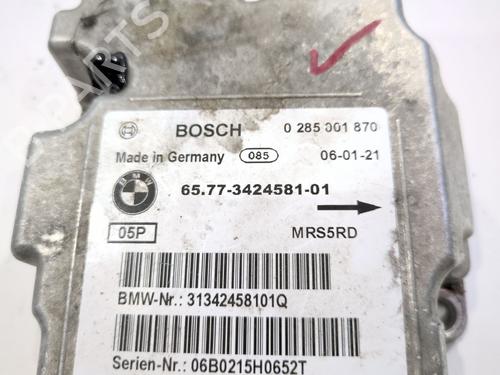 BOSCH 0 285 001 870
Made in Germany 085 06-01-21
BMW
65.77-3424581-01
05P MRS5RD
BMW-Nr.: 31342458101Q
Serien-Nr.: 06B0215H0652T